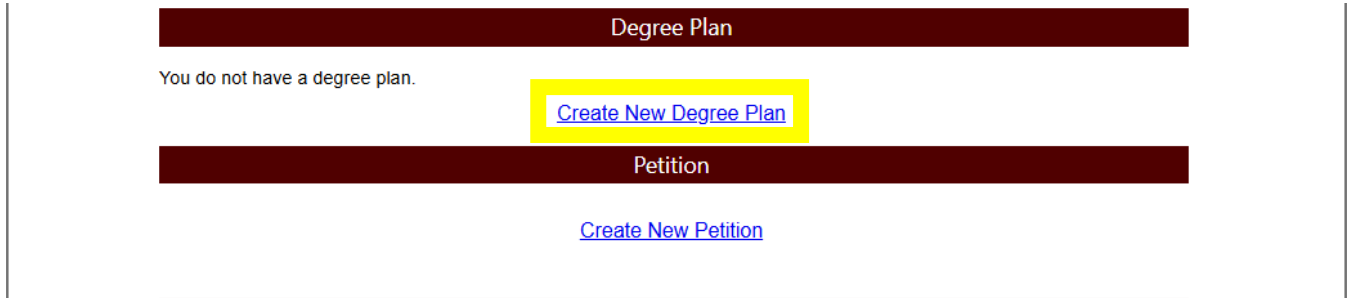 Degree Plan
You do not have a degree plan.
Create New Degree Plan
Petition
Create New Petition